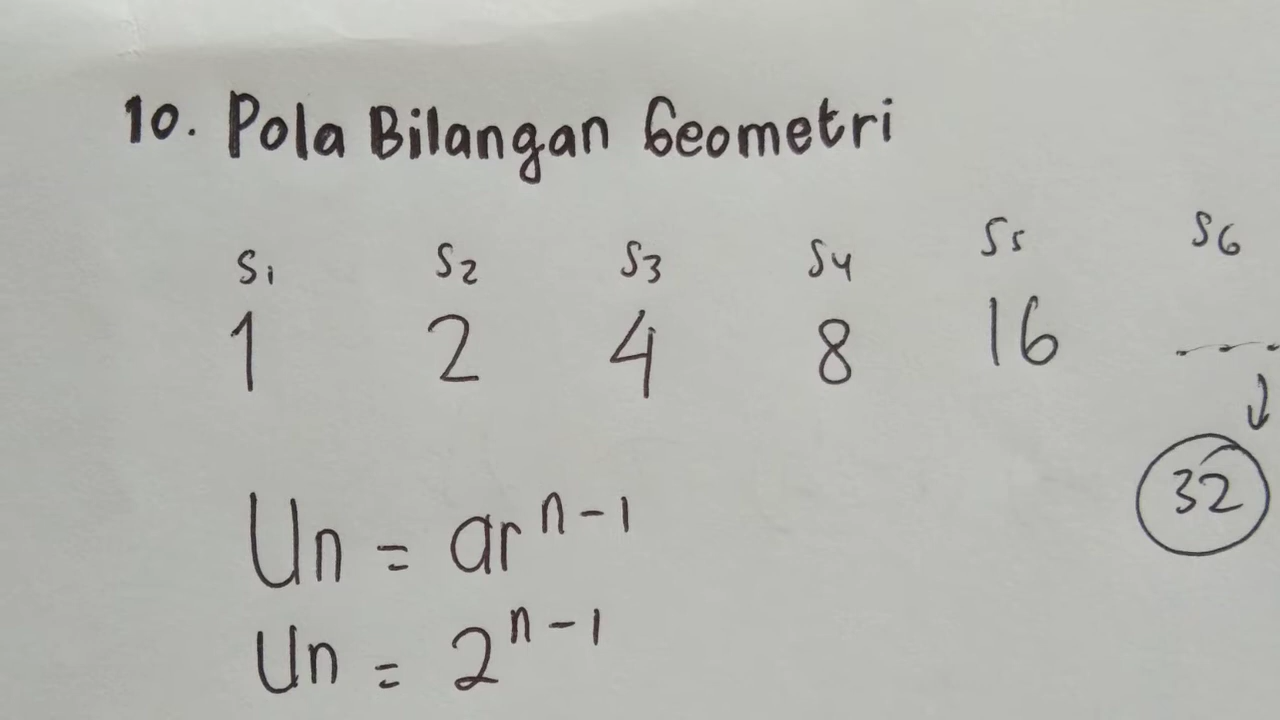 10. Pola Bilangan Geometri
S1 S2 S3 S4 S5 S6
1 2 4 8 16 ...
↓
32
Un = ar^n-1
Un = 2^n-1